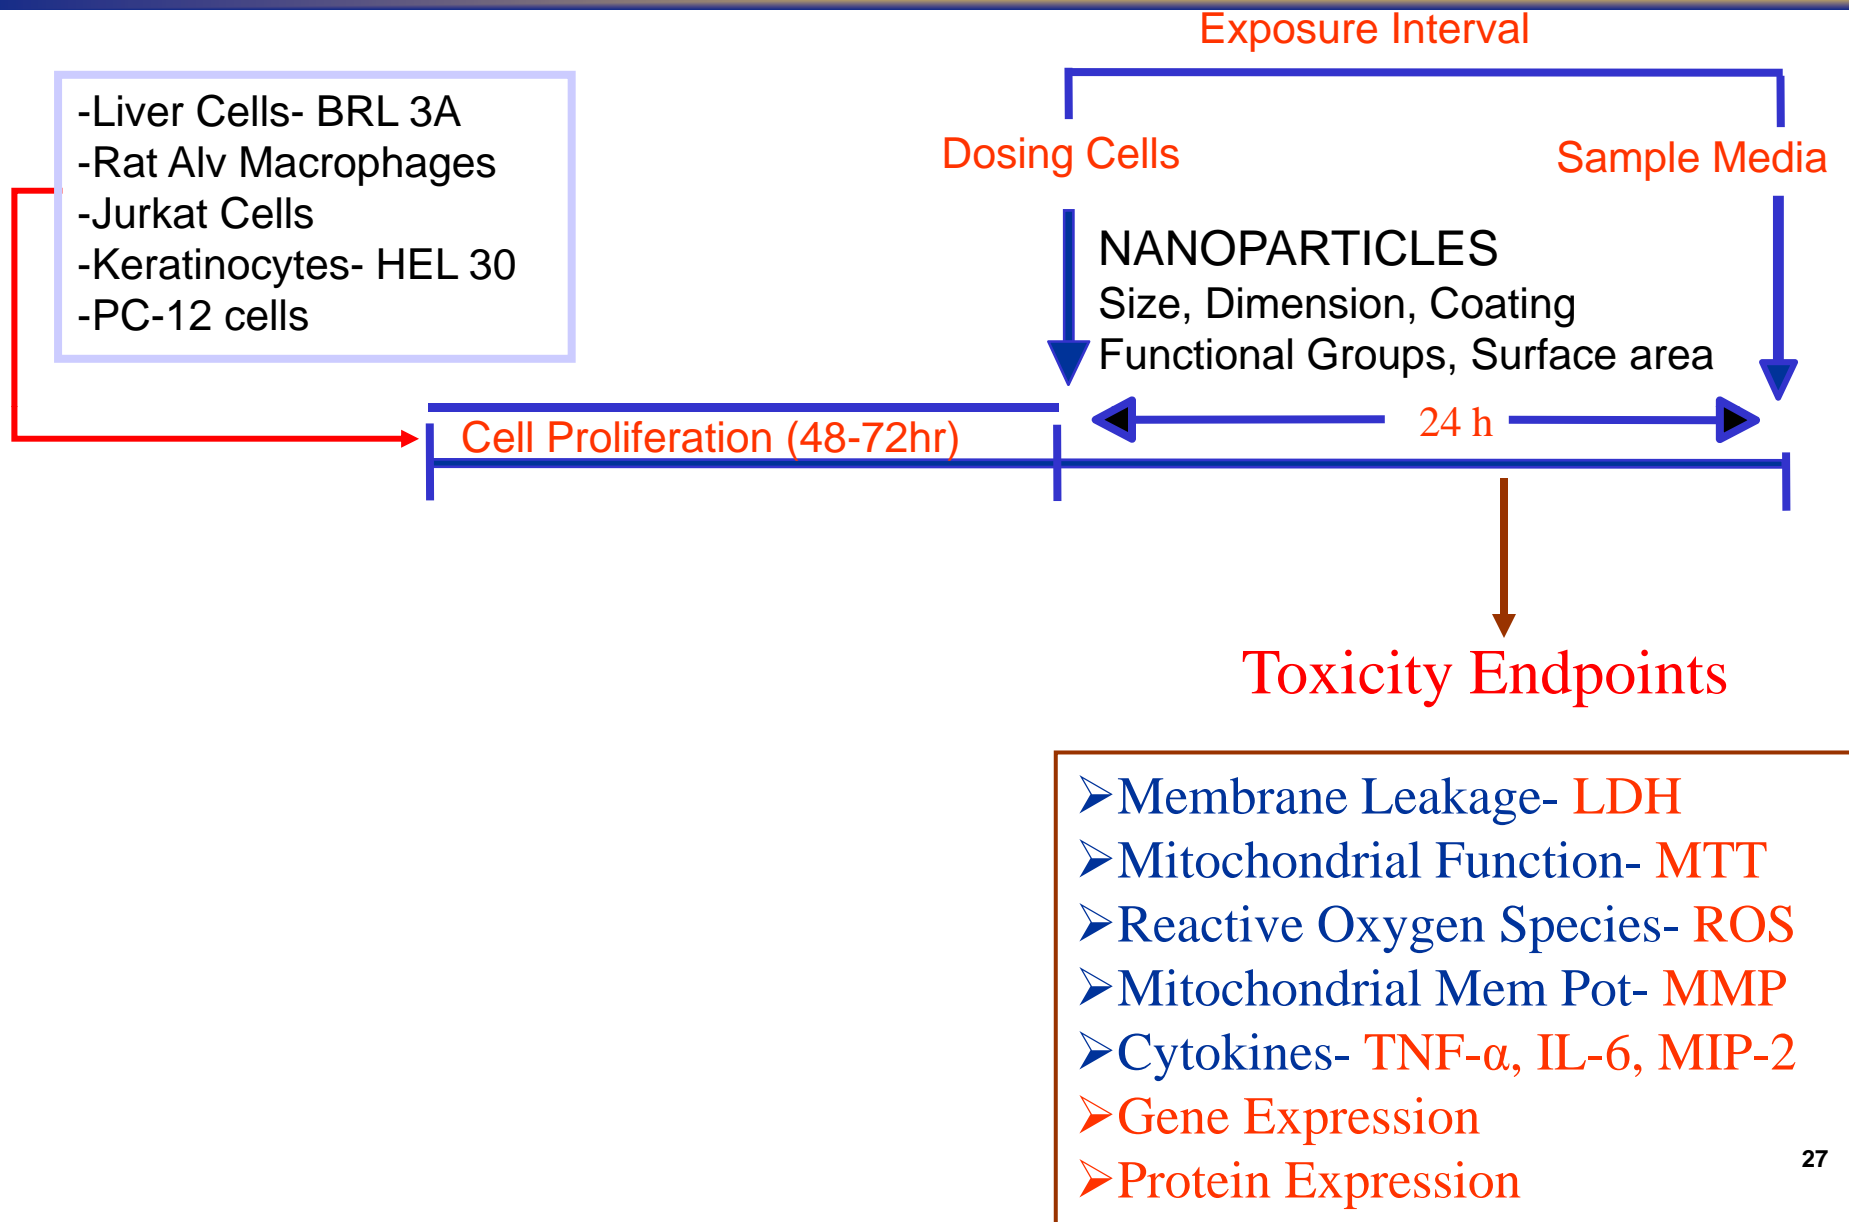 Exposure Interval
-Liver Cells- BRL 3A
-Rat Alv Macrophages
-Jurkat Cells
-Keratinocytes- HEL 30
-PC-12 cells
Dosing Cells
Sample Media
NANOPARTICLES
Size, Dimension, Coating
Functional Groups, Surface area
Cell Proliferation (48-72hr)
24 h
Toxicity Endpoints
➢Membrane Leakage- LDH
➢Mitochondrial Function- MTT
➢Reactive Oxygen Species- ROS
➢Mitochondrial Mem Pot- MMP
➢Cytokines- TNF-α, IL-6, MIP-2
➢Gene Expression
➢Protein Expression
27